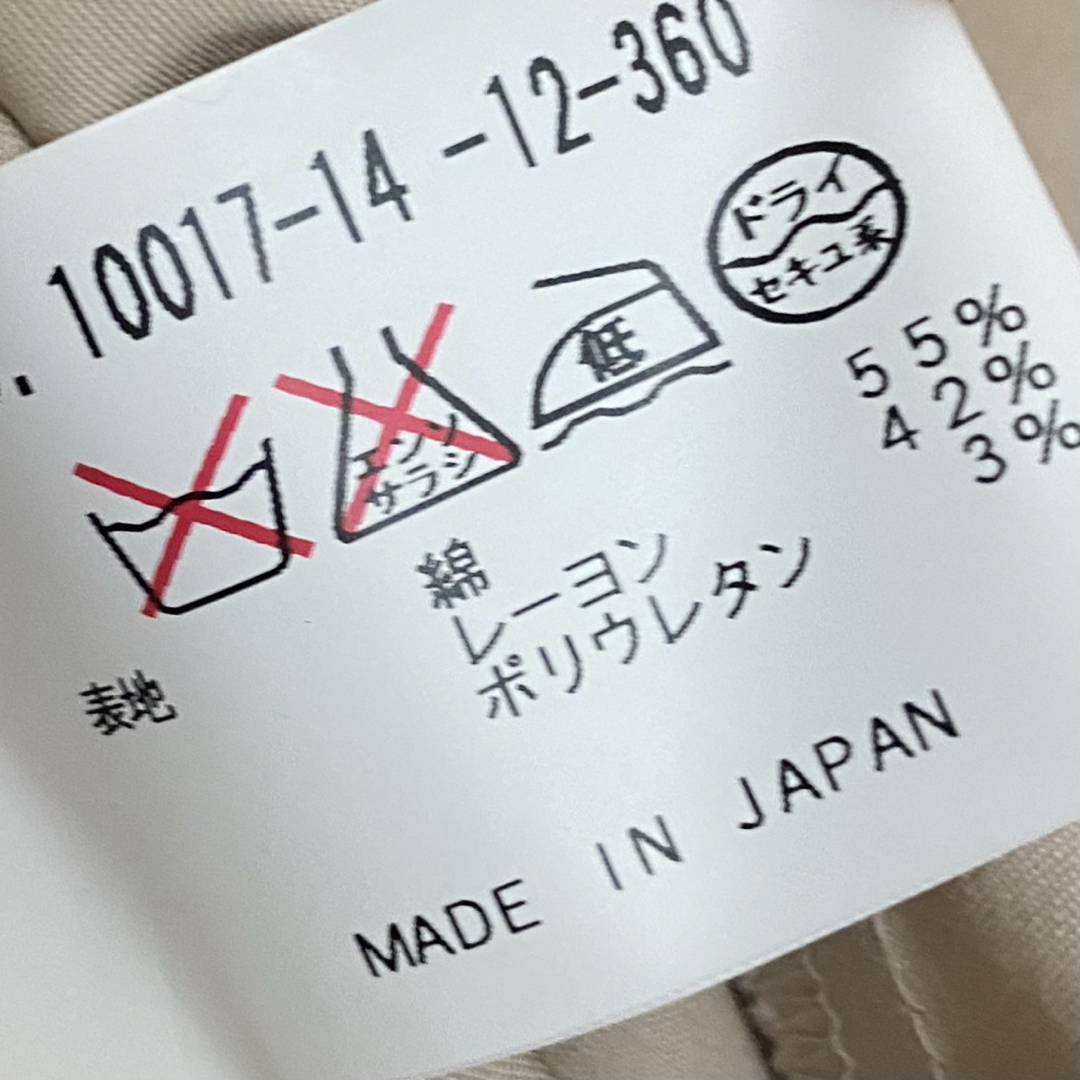 10017-14 -12-360
エンソ
サラシ
低
ドライ
セキユ系
表地 綿 55%
レーヨン 42%
ポリウレタン 3%
MADE IN JAPAN